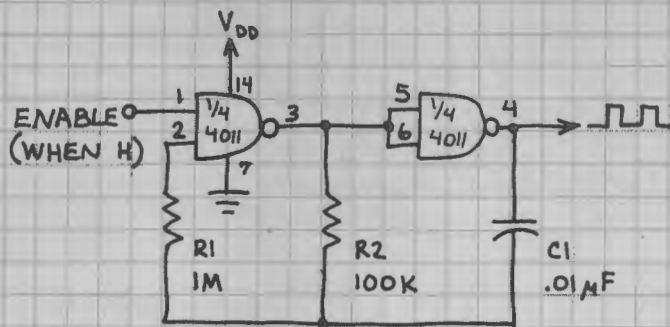 VDD
14
1
1/4
4011
3
ENABLE
(WHEN H)
2
7
5
6
1/4
4011
4
R1
1M
R2
100K
C1
.01µF